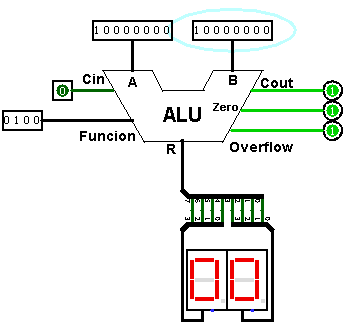 10000000 10000000
Cin A B Cout
0 1
ALU Zero 1
0100 Funcion
R Overflow 1
00